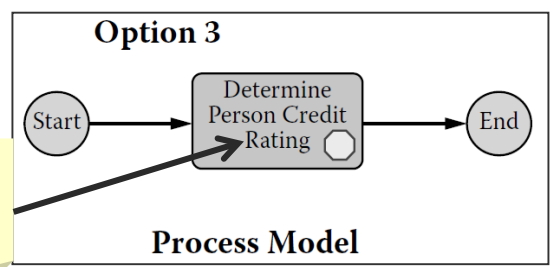 Option 3
Start
Determine
Person Credit
Rating
End
Process Model